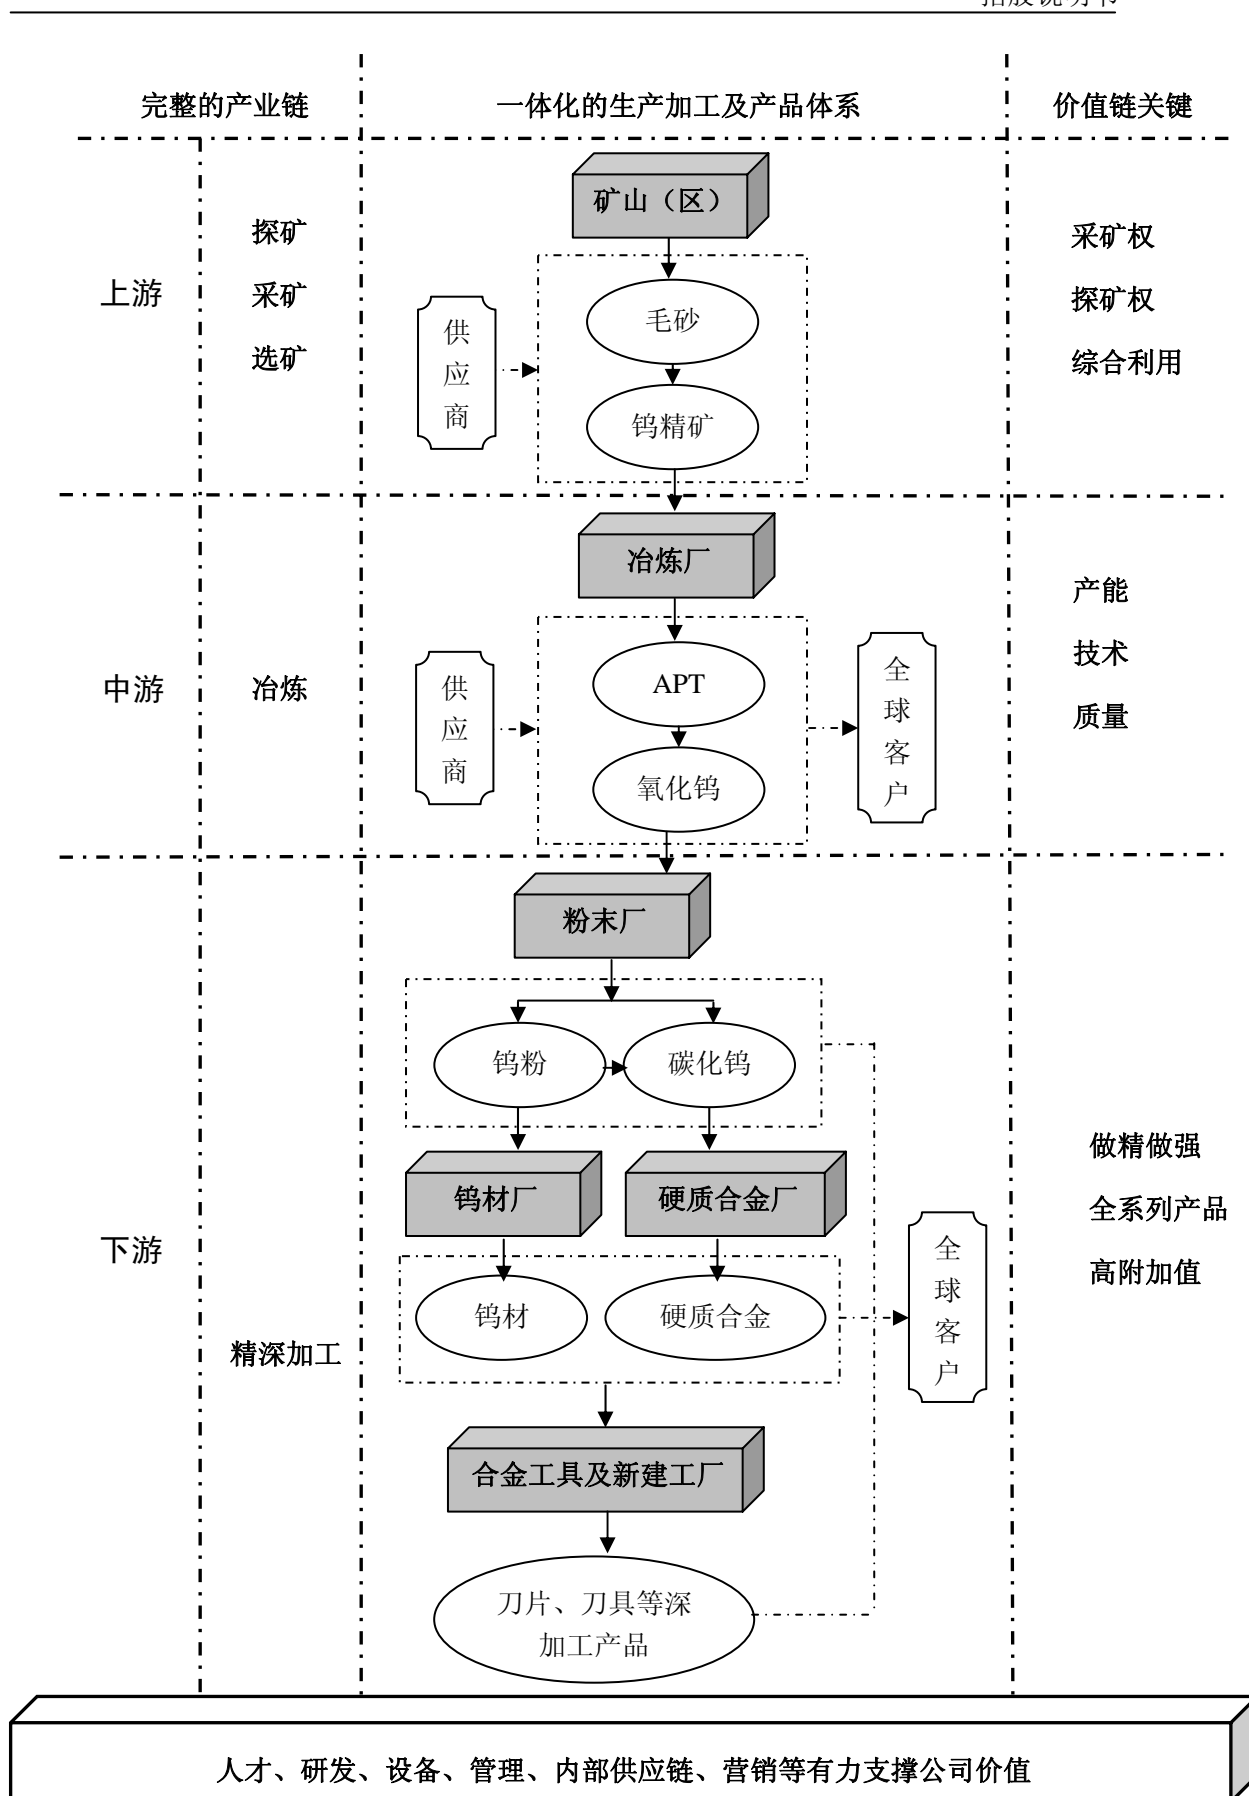 招股说明书
完整的产业链
一体化的生产加工及产品体系
价值链关键
上游
探矿
采矿
选矿
矿山（区）
供
应
商
毛砂
钨精矿
采矿权
探矿权
综合利用
中游
冶炼
冶炼厂
供
应
商
APT
氧化钨
全
球
客
户
产能
技术
质量
下游
精深加工
粉末厂
钨粉
碳化钨
钨材厂
硬质合金厂
钨材
硬质合金
全
球
客
户
合金工具及新建工厂
刀片、刀具等深
加工产品
做精做强
全系列产品
高附加值
人才、研发、设备、管理、内部供应链、营销等有力支撑公司价值